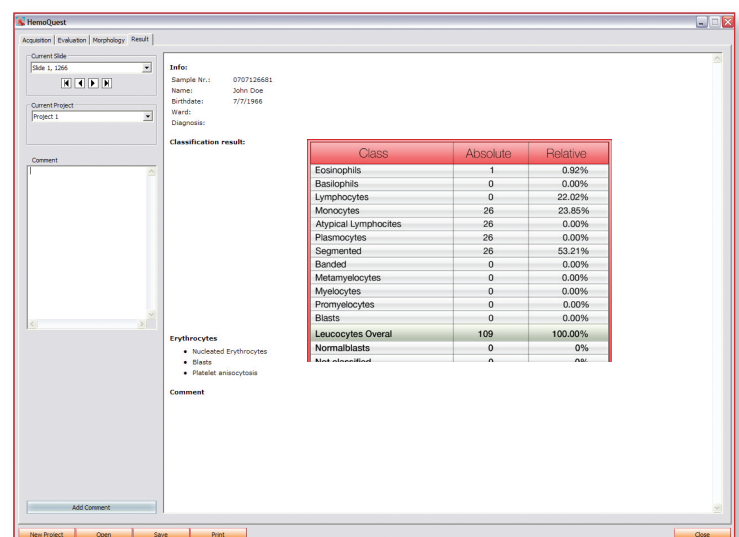 HemoQuest
Acquisition Evaluation Morphology Result
Current Slide
Slide 1, 1266
Current Project
Project 1
Comment
Add Comment
Info:
Sample Nr.: 0707126681
Name: John Doe
Birthdate: 7/7/1966
Ward:
Diagnosis:
Classification result:
Class Absolute Relative
Eosinophils 1 0.92%
Basilophils 0 0.00%
Lymphocytes 0 22.02%
Monocytes 26 23.85%
Atypical Lymphocites 26 0.00%
Plasmocytes 26 0.00%
Segmented 26 53.21%
Banded 0 0.00%
Metamyelocytes 0 0.00%
Myelocytes 0 0.00%
Promyelocytes 0 0.00%
Blasts 0 0.00%
Leucocytes Overal 109 100.00%
Normalblasts 0 0%
Not classified 0 0%
Erythrocytes
• Nucleated Erythrocytes
• Blasts
• Platelet anisocytosis
Comment
New Project Open Save Print Close